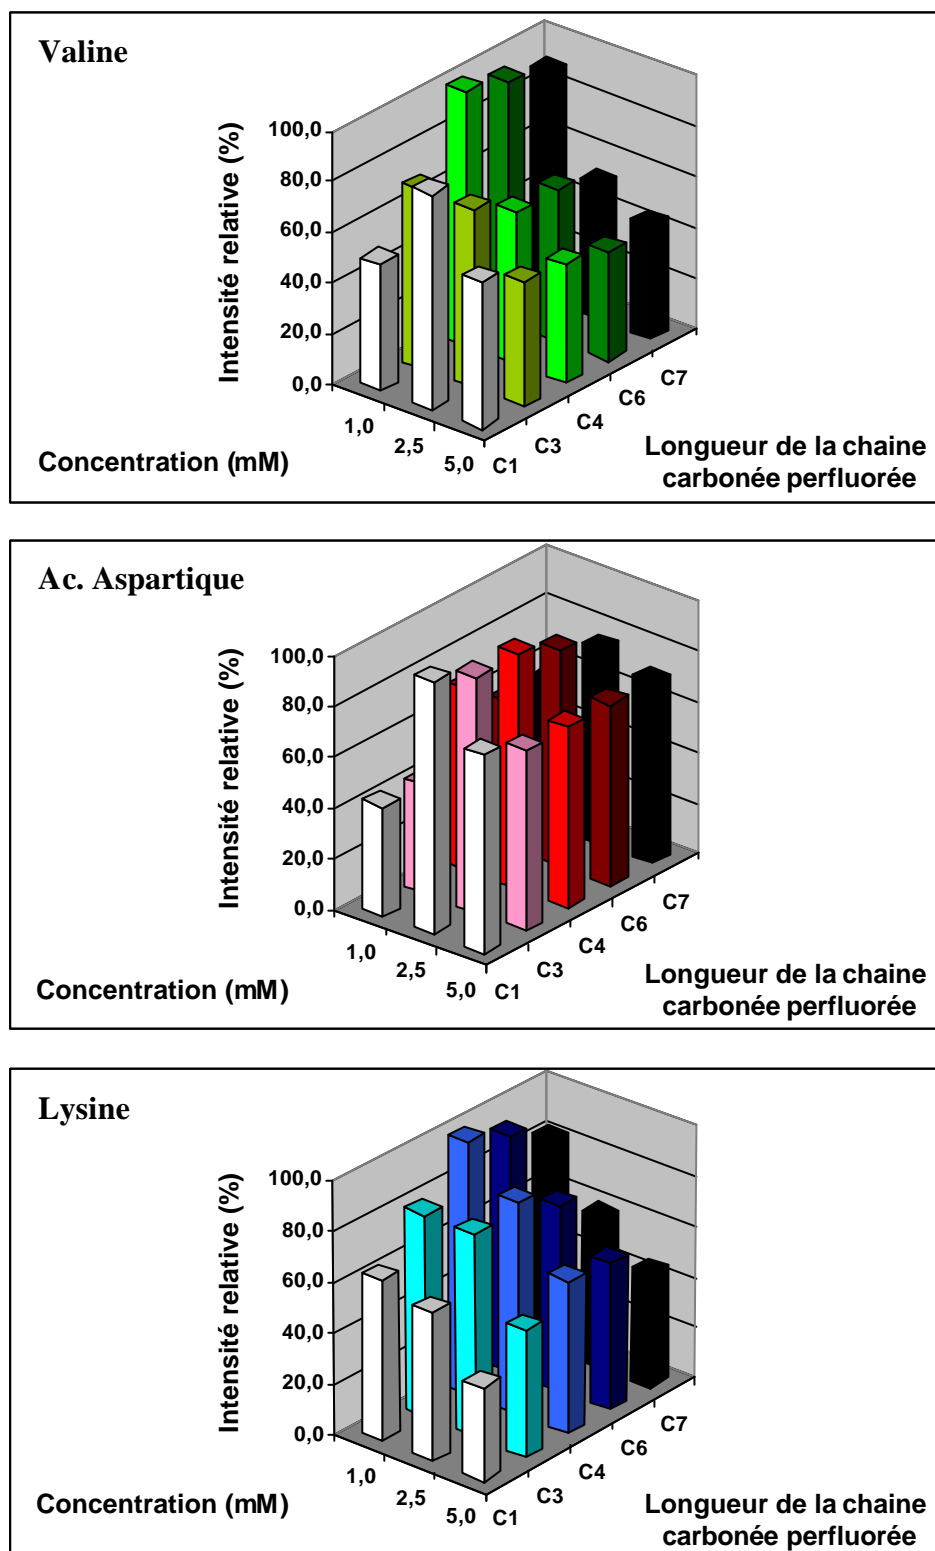 Valine
Intensité relative (%)
100,0
80,0
60,0
40,0
20,0
0,0
1,0
2,5
5,0
C1
C3
C4
C6
C7
Concentration (mM)
Longueur de la chaine
carbonée perfluorée
Ac. Aspartique
Intensité relative (%)
100,0
80,0
60,0
40,0
20,0
0,0
1,0
2,5
5,0
C1
C3
C4
C6
C7
Concentration (mM)
Longueur de la chaine
carbonée perfluorée
Lysine
Intensité relative (%)
100,0
80,0
60,0
40,0
20,0
0,0
1,0
2,5
5,0
C1
C3
C4
C6
C7
Concentration (mM)
Longueur de la chaine
carbonée perfluorée